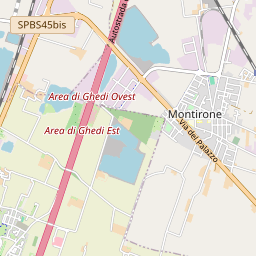 SPBS45bis
Autostrada
Area di Ghedi Ovest
Montirone
Area di Ghedi Est
Via del Palazzo